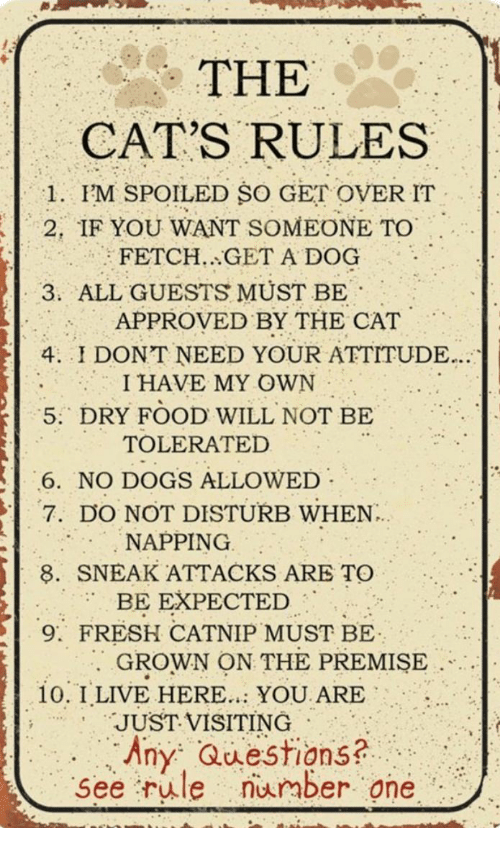 THE
CAT'S RULES
1. I'M SPOILED SO GET OVER IT
2. IF YOU WANT SOMEONE TO
FETCH...GET A DOG
3. ALL GUESTS MUST BE
APPROVED BY THE CAT
4. I DON'T NEED YOUR ATTITUDE...
I HAVE MY OWN
5. DRY FOOD WILL NOT BE
TOLERATED
6. NO DOGS ALLOWED
7. DO NOT DISTURB WHEN
NAPPING
8. SNEAK ATTACKS ARE TO
BE EXPECTED
9. FRESH CATNIP MUST BE
GROWN ON THE PREMISE
10. I LIVE HERE... YOU ARE
JUST VISITING
Any Questions?
see rule number one